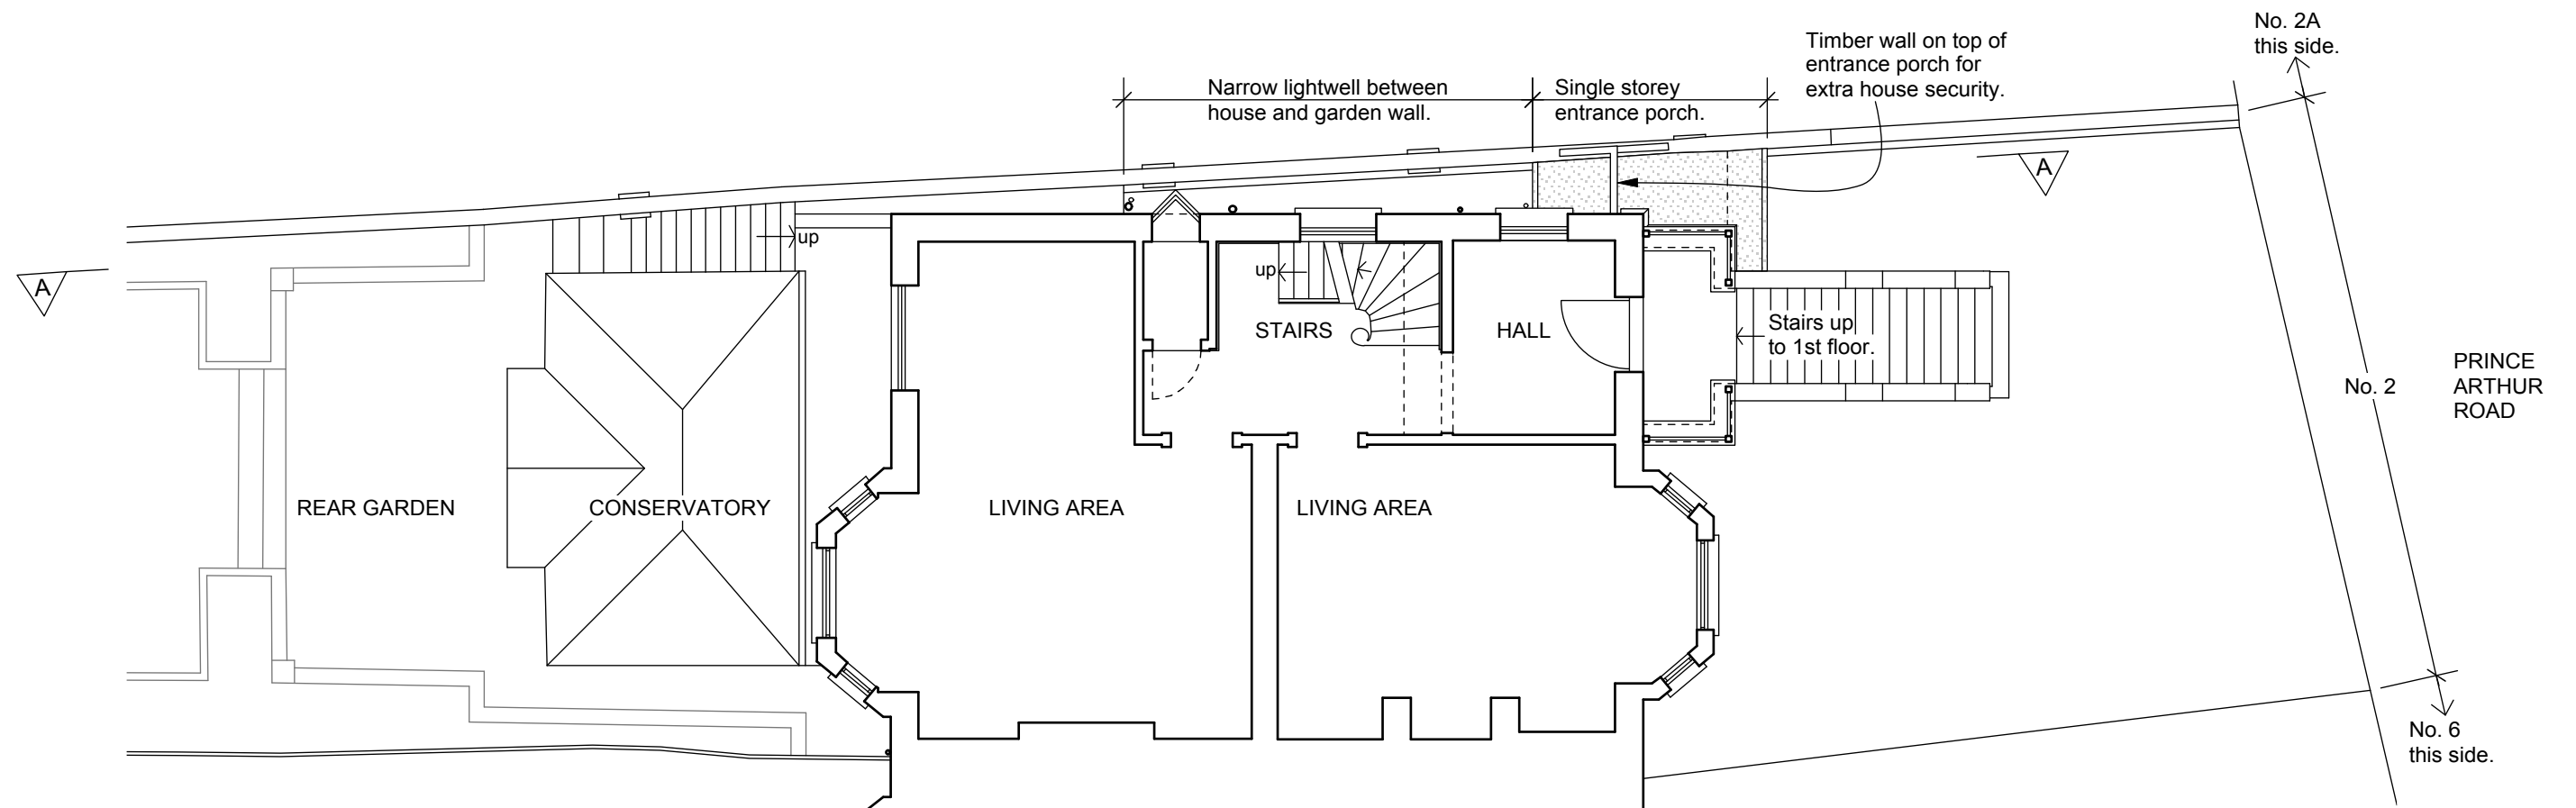 No. 2A
this side.
Timber wall on top of
entrance porch for
extra house security.
Narrow lightwell between
house and garden wall.
Single storey
entrance porch.
A
A
up
up
STAIRS
HALL
Stairs up
to 1st floor.
PRINCE
ARTHUR
ROAD
No. 2
REAR GARDEN
CONSERVATORY
LIVING AREA
LIVING AREA
No. 6
this side.